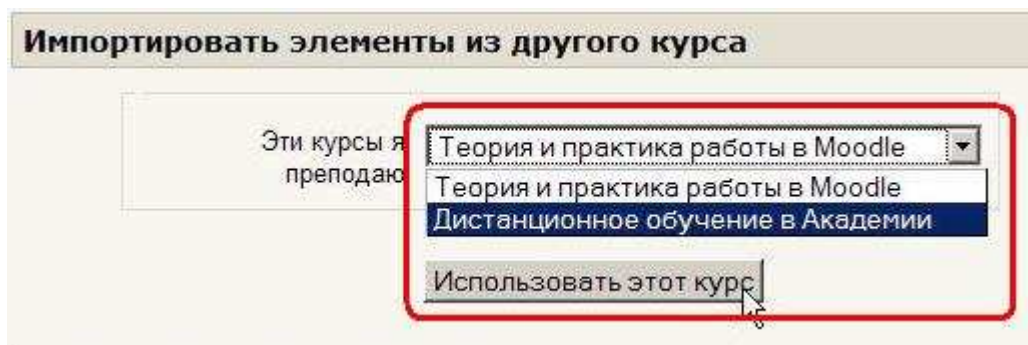 Импортировать элементы из другого курса
Эти курсы я
преподаю
Теория и практика работы в Moodle
Теория и практика работы в Moodle
Дистанционное обучение в Академии
Использовать этот курс